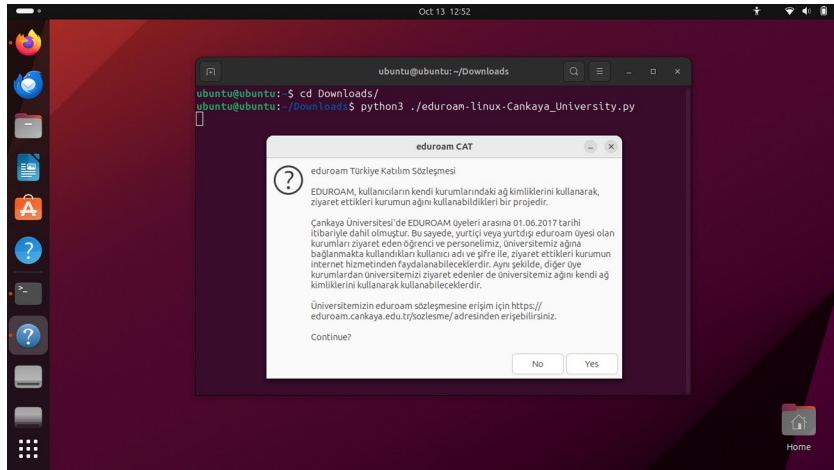 Oct 13 12:52
ubuntu@ubuntu: ~/Downloads
ubuntu@ubuntu:~$ cd Downloads/
ubuntu@ubuntu:~/Downloads$ python3 ./eduroam-linux-Cankaya_University.py
eduroam CAT
eduroam Türkiye Katılım Sözleşmesi
EDUROAM, kullanıcıların kendi kurumlarındaki ağ kimliklerini kullanarak,
ziyaret ettikleri kurumun ağını kullanabildikleri bir projedir.
Çankaya Üniversitesi'de EDUROAM üyeleri arasına 01.06.2017 tarihi
itibariyle dahil olmuştur. Bu sayede, yurtiçi veya yurtdışı eduroam üyesi olan
kurumları ziyaret eden öğrenci ve personelimiz, üniversitemiz ağına
bağlanmakta kullandıkları kullanıcı adı ve şifre ile, ziyaret ettikleri kurumun
internet hizmetinden faydalanabileceklerdir. Aynı şekilde, diğer üye
kurumlardan üniversitemizi ziyaret edenler de üniversitemiz ağını kendi ağ
kimliklerini kullanarak kullanabileceklerdir.
Üniversitemizin eduroam sözleşmesine erişim için https://
eduroam.cankaya.edu.tr/sozlesme/ adresinden erişebilirsiniz.
Continue?
No
Yes
Home